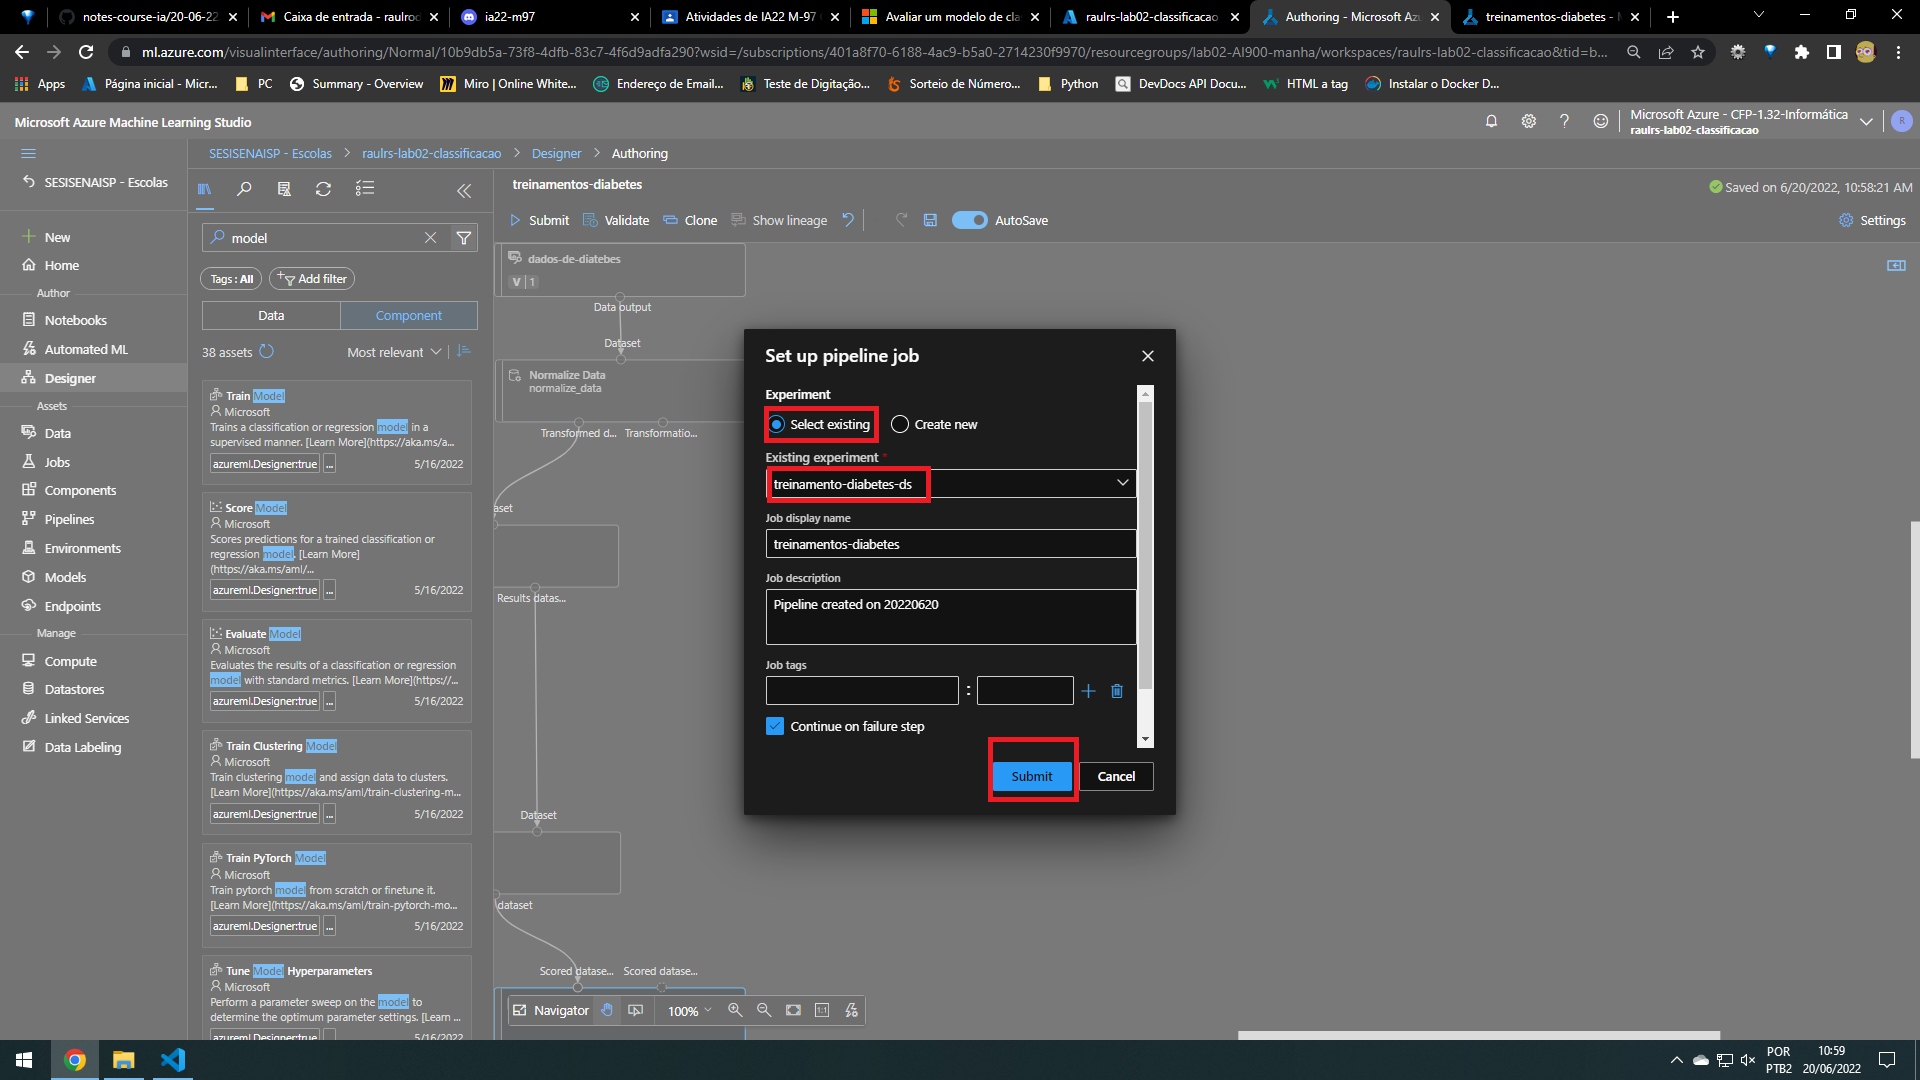 notes-course-ia/20-06-22
Caixa de entrada - raulrod
ia22-m97
Atividades de IA22 M-97
Avaliar um modelo de cla
raulrs-lab02-classificacao
Authoring - Microsoft Az
treinamentos-diabetes -
ml.azure.com/visualinterface/authoring/Normal/10b9db5a-73f8-4dfb-83c7-4f6d9adfa290?wsid=/subscriptions/401a8f70-6188-4ac9-b5a0-2714230f9970/resourcegroups/lab02-AI900-manha/workspaces/raulrs-lab02-classificacao&tid=b...
Apps
Página inicial - Micr...
PC
Summary - Overview
Miro | Online White...
Endereço de Email...
Teste de Digitação...
Sorteio de Número...
Python
DevDocs API Docu...
HTML a tag
Instalar o Docker D...
Microsoft Azure Machine Learning Studio
Microsoft Azure - CFP-1.32-Informática
raulrs-lab02-classificacao
R
SESISENAISP - Escolas
New
Home
Author
Notebooks
Automated ML
Designer
Assets
Data
Jobs
Components
Pipelines
Environments
Models
Endpoints
Manage
Compute
Datastores
Linked Services
Data Labeling
SESISENAISP - Escolas > raulrs-lab02-classificacao > Designer > Authoring
model
Tags : All
Add filter
Data
Component
38 assets
Most relevant
Train Model
Microsoft
Trains a classification or regression model in a
supervised manner. [Learn More](https://aka.ms/a...
azureml.Designer:true
...
5/16/2022
Score Model
Microsoft
Scores predictions for a trained classification or
regression model. [Learn More]
(https://aka.ms/aml/...
azureml.Designer:true
...
5/16/2022
Evaluate Model
Microsoft
Evaluates the results of a classification or regression
model with standard metrics. [Learn More](https://...
azureml.Designer:true
...
5/16/2022
Train Clustering Model
Microsoft
Train clustering model and assign data to clusters.
[Learn More](https://aka.ms/aml/train-clustering-m...
azureml.Designer:true
...
5/16/2022
Train PyTorch Model
Microsoft
Train pytorch model from scratch or finetune it.
[Learn More](https://aka.ms/aml/train-pytorch-mo...
azureml.Designer:true
...
5/16/2022
Tune Model Hyperparameters
Microsoft
Perform a parameter sweep on the model to
determine the optimum parameter settings. [Learn ...
azureml.Designer:true
...
5/16/2022
treinamentos-diabetes
Saved on 6/20/2022, 10:58:21 AM
Submit
Validate
Clone
Show lineage
AutoSave
Settings
dados-de-diatebes
V 1
Data output
Dataset
Normalize Data
normalize_data
Transformed d...
Transformatio...
aset
Results datas...
Dataset
dataset
Scored datase...
Scored datase...
Navigator
100%
1:1
Set up pipeline job
Experiment
Select existing
Create new
Existing experiment *
treinamento-diabetes-ds
Job display name
treinamentos-diabetes
Job description
Pipeline created on 20220620
Job tags
:
Continue on failure step
Submit
Cancel
POR
PTB2
10:59
20/06/2022